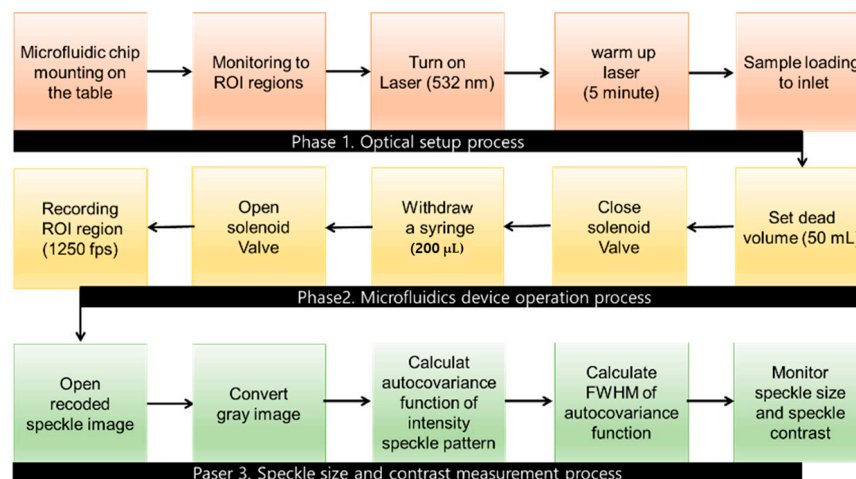 Microfluidic chip
mounting on
the table
Monitoring to
ROI regions
Turn on
Laser (532 nm)
warm up
laser
(5 minute)
Sample loading
to inlet
Phase 1. Optical setup process
Set dead
volume (50 mL)
Close
solenoid
Valve
Withdraw
a syringe
(200 μL)
Open
solenoid
Valve
Recording
ROI region
(1250 fps)
Phase2. Microfluidics device operation process
Open
recoded
speckle image
Convert
gray image
Calculat
autocovariance
function of
intensity
speckle pattern
Calculate
FWHM of
autocovariance
function
Monitor
speckle size
and speckle
contrast
Paser 3. Speckle size and contrast measurement process